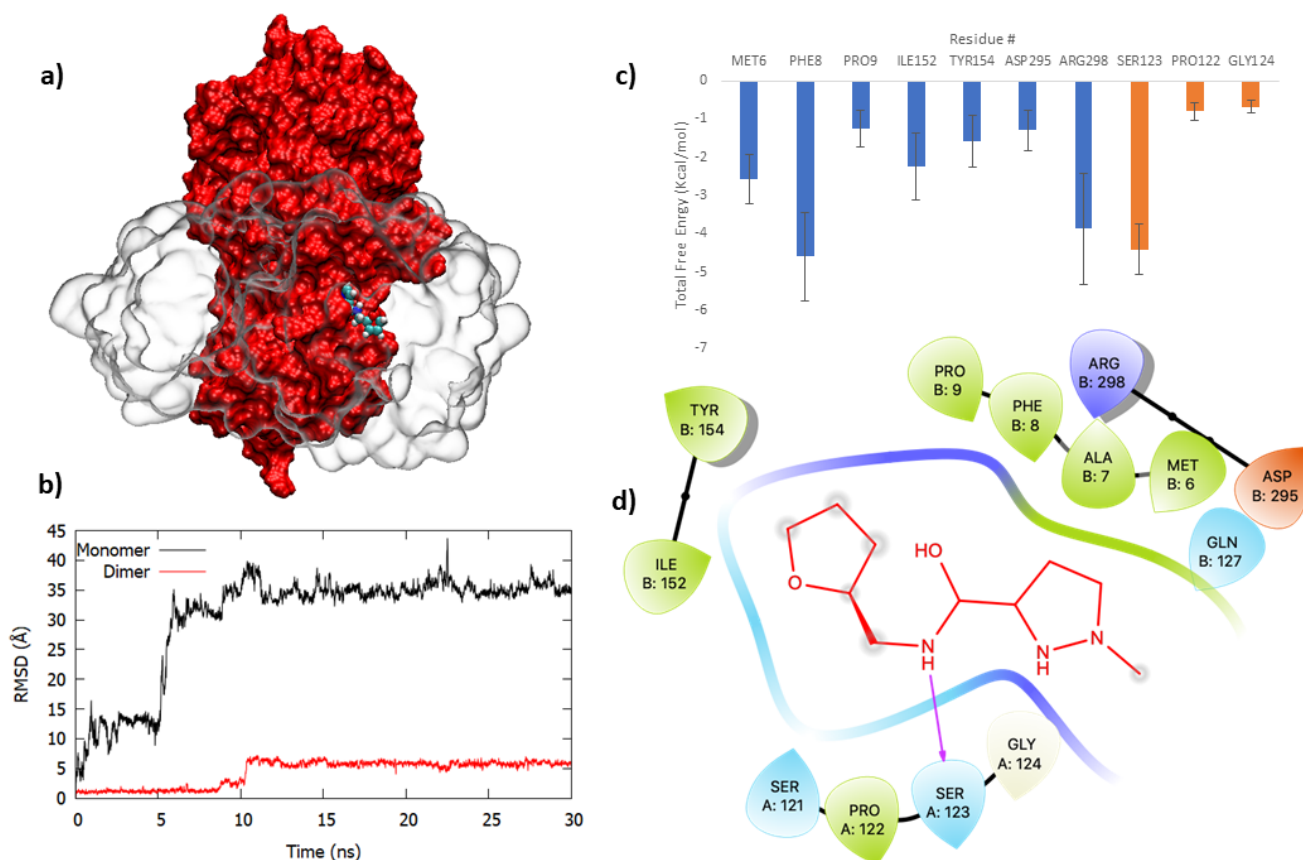 a)
b)
45
40
35
30
25
20
15
10
5
0
RMSD (Å)
Monomer
Dimer
0 5 10 15 20 25 30
Time (ns)
c)
Residue #
MET6 PHE8 PRO9 ILE152 TYR154 ASP295 ARG298 SER123 PRO122 GLY124
0
-1
-2
-3
-4
-5
-6
-7
Total Free Enrgy (Kcal/mol)
d)
TYR
B: 154
ILE
B: 152
PRO
B: 9
PHE
B: 8
ARG
B: 298
ALA
B: 7
MET
B: 6
ASP
B: 295
GLN
B: 127
O
HO
N
H
N
H
N
SER
A: 121
PRO
A: 122
SER
A: 123
GLY
A: 124